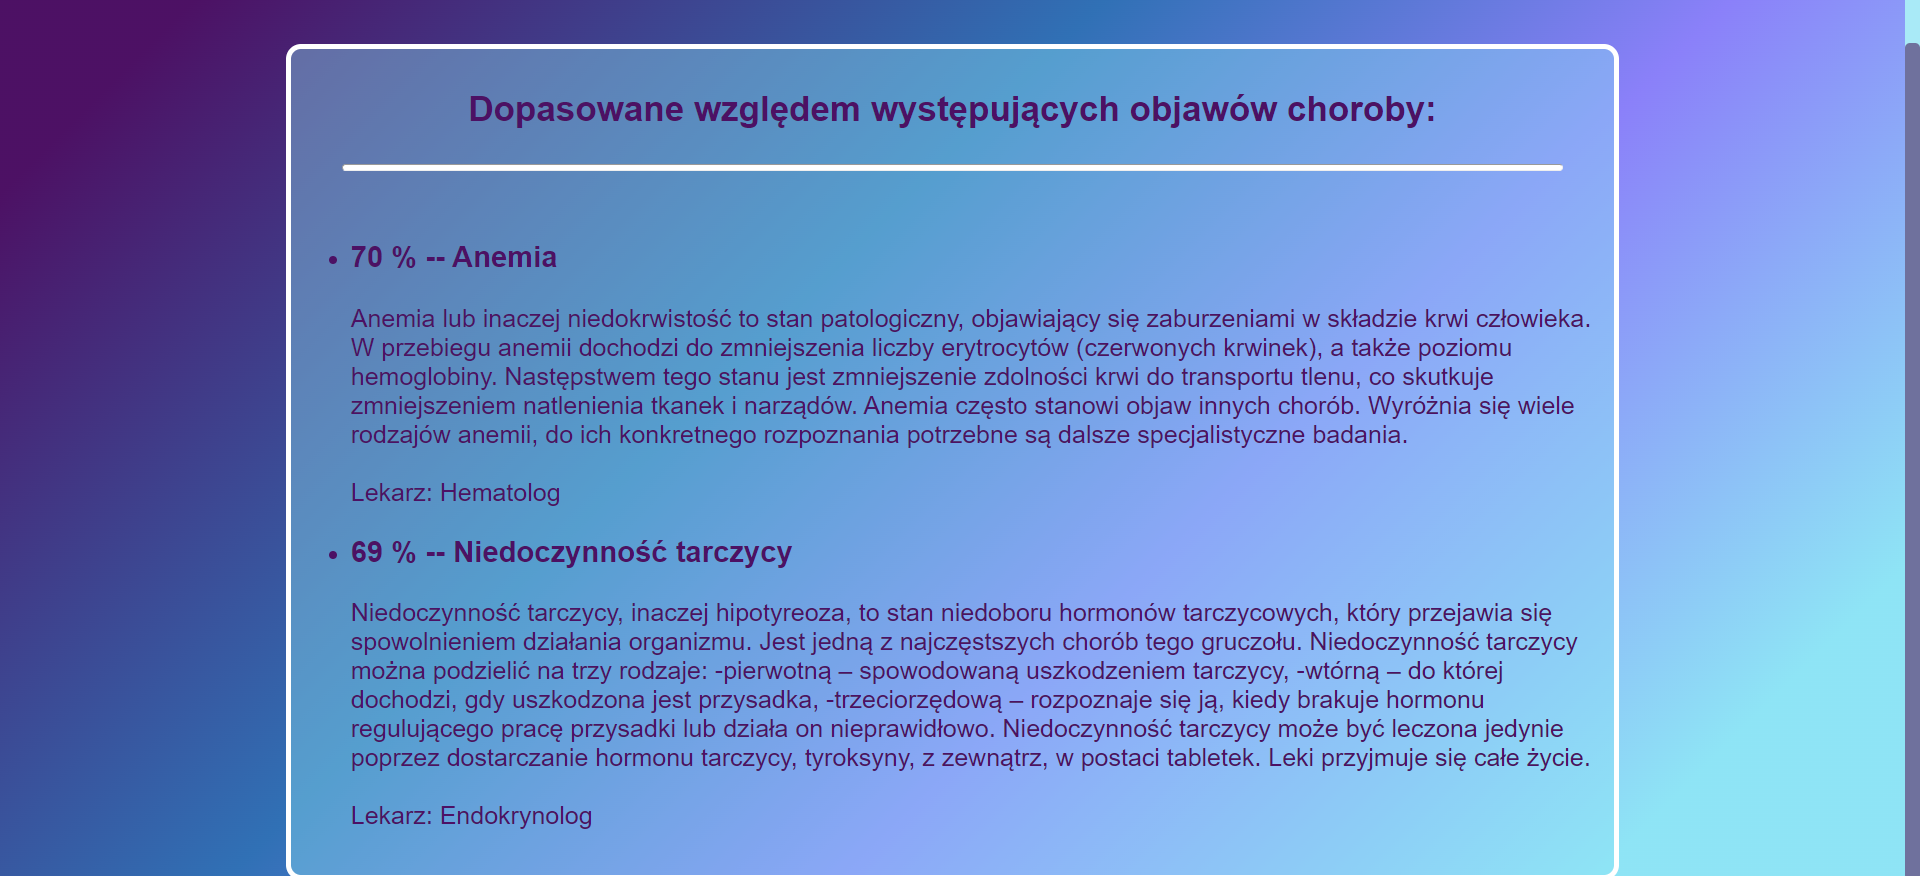 Dopasowane względem występujących objawów choroby:
• 70 % -- Anemia
Anemia lub inaczej niedokrwistość to stan patologiczny, objawiający się zaburzeniami w składzie krwi człowieka.
W przebiegu anemii dochodzi do zmniejszenia liczby erytrocytów (czerwonych krwinek), a także poziomu
hemoglobiny. Następstwem tego stanu jest zmniejszenie zdolności krwi do transportu tlenu, co skutkuje
zmniejszeniem natlenienia tkanek i narządów. Anemia często stanowi objaw innych chorób. Wyróżnia się wiele
rodzajów anemii, do ich konkretnego rozpoznania potrzebne są dalsze specjalistyczne badania.
Lekarz: Hematolog
• 69 % -- Niedoczynność tarczycy
Niedoczynność tarczycy, inaczej hipotyreoza, to stan niedoboru hormonów tarczycowych, który przejawia się
spowolnieniem działania organizmu. Jest jedną z najczęstszych chorób tego gruczołu. Niedoczynność tarczycy
można podzielić na trzy rodzaje: -pierwotną – spowodowaną uszkodzeniem tarczycy, -wtórną – do której
dochodzi, gdy uszkodzona jest przysadka, -trzeciorzędową – rozpoznaje się ją, kiedy brakuje hormonu
regulującego pracę przysadki lub działa on nieprawidłowo. Niedoczynność tarczycy może być leczona jedynie
poprzez dostarczanie hormonu tarczycy, tyroksyny, z zewnątrz, w postaci tabletek. Leki przyjmuje się całe życie.
Lekarz: Endokrynolog